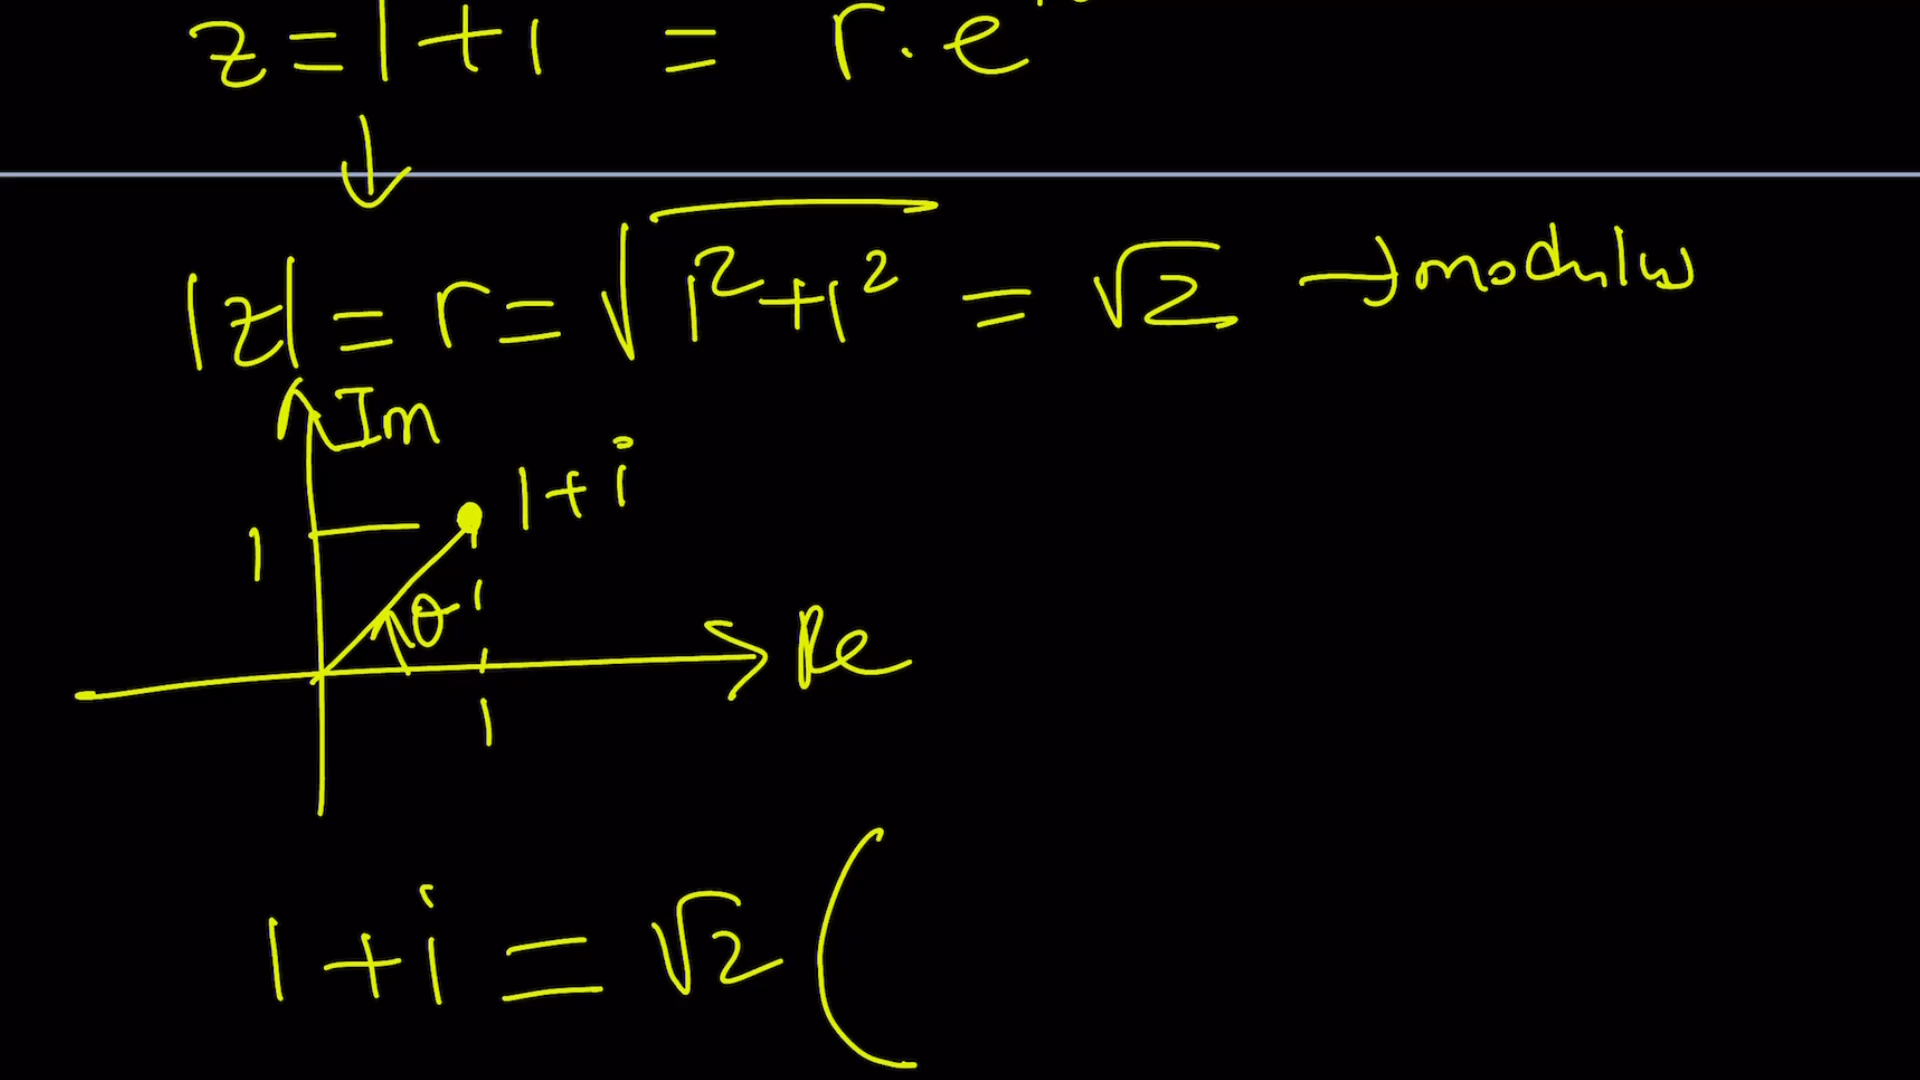 z = 1 + i = r . e
|z| = r = √1² + 1² = √2 → modulus
Im
1 + i
1
θ
Re
1
1 + i = √2 (